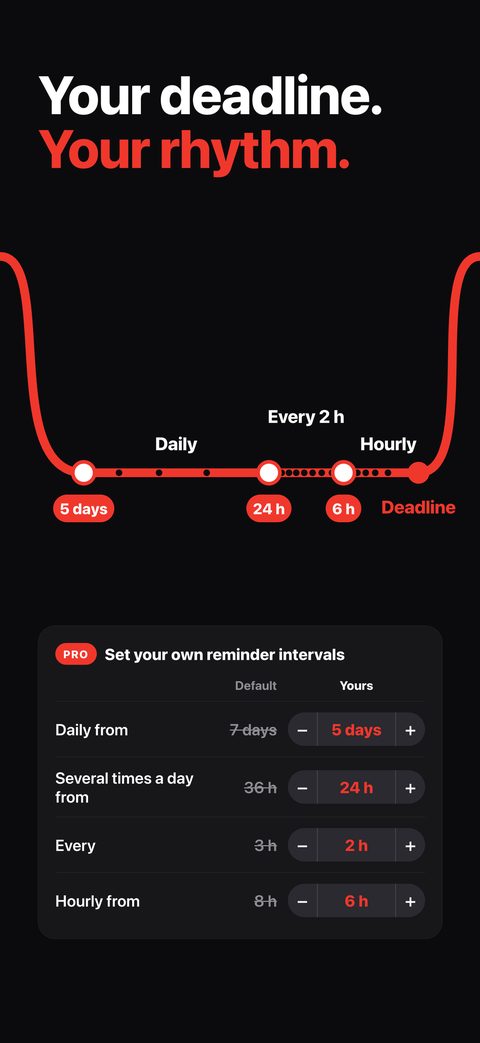 Your deadline.
Your rhythm.
Every 2 h
Daily
Hourly
5 days
24 h
6 h
Deadline
PRO Set your own reminder intervals
Default Yours
Daily from 7 days − 5 days +
Several times a day
from 36 h − 24 h +
Every 3 h − 2 h +
Hourly from 8 h − 6 h +